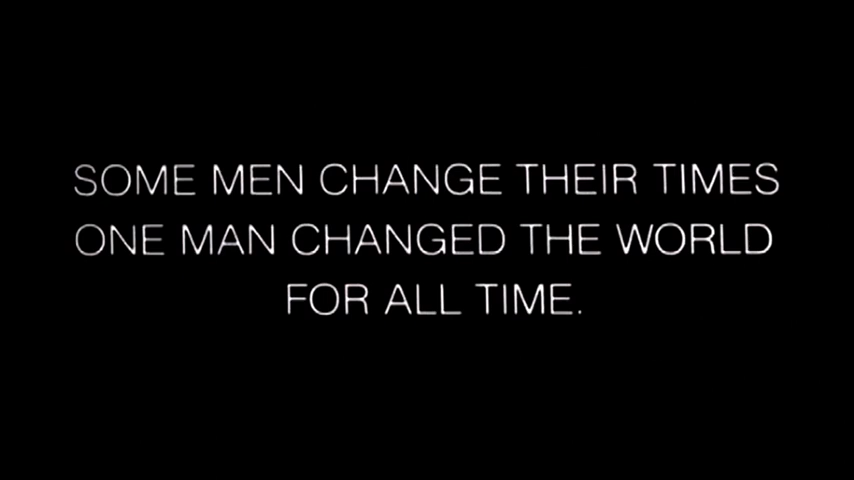 SOME MEN CHANGE THEIR TIMES
ONE MAN CHANGED THE WORLD
FOR ALL TIME.